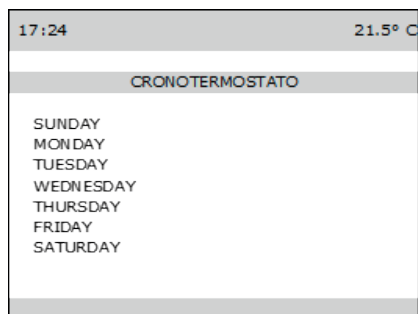 17:24 21.5° C
CRONOTERMOSTATO
SUNDAY
MONDAY
TUESDAY
WEDNESDAY
THURSDAY
FRIDAY
SATURDAY